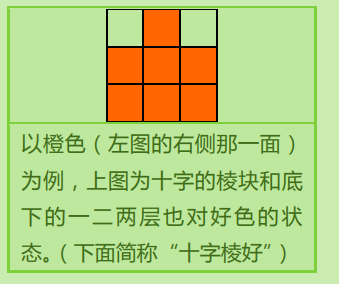 以橙色（左图的右侧那一面）
为例，上图为十字的棱块和底
下的一二两层也对好色的状
态。（下面简称“十字棱好”）